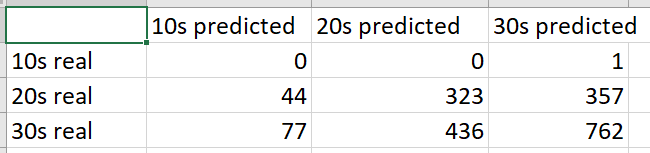 10s predicted 20s predicted 30s predicted
10s real 0 0 1
20s real 44 323 357
30s real 77 436 762